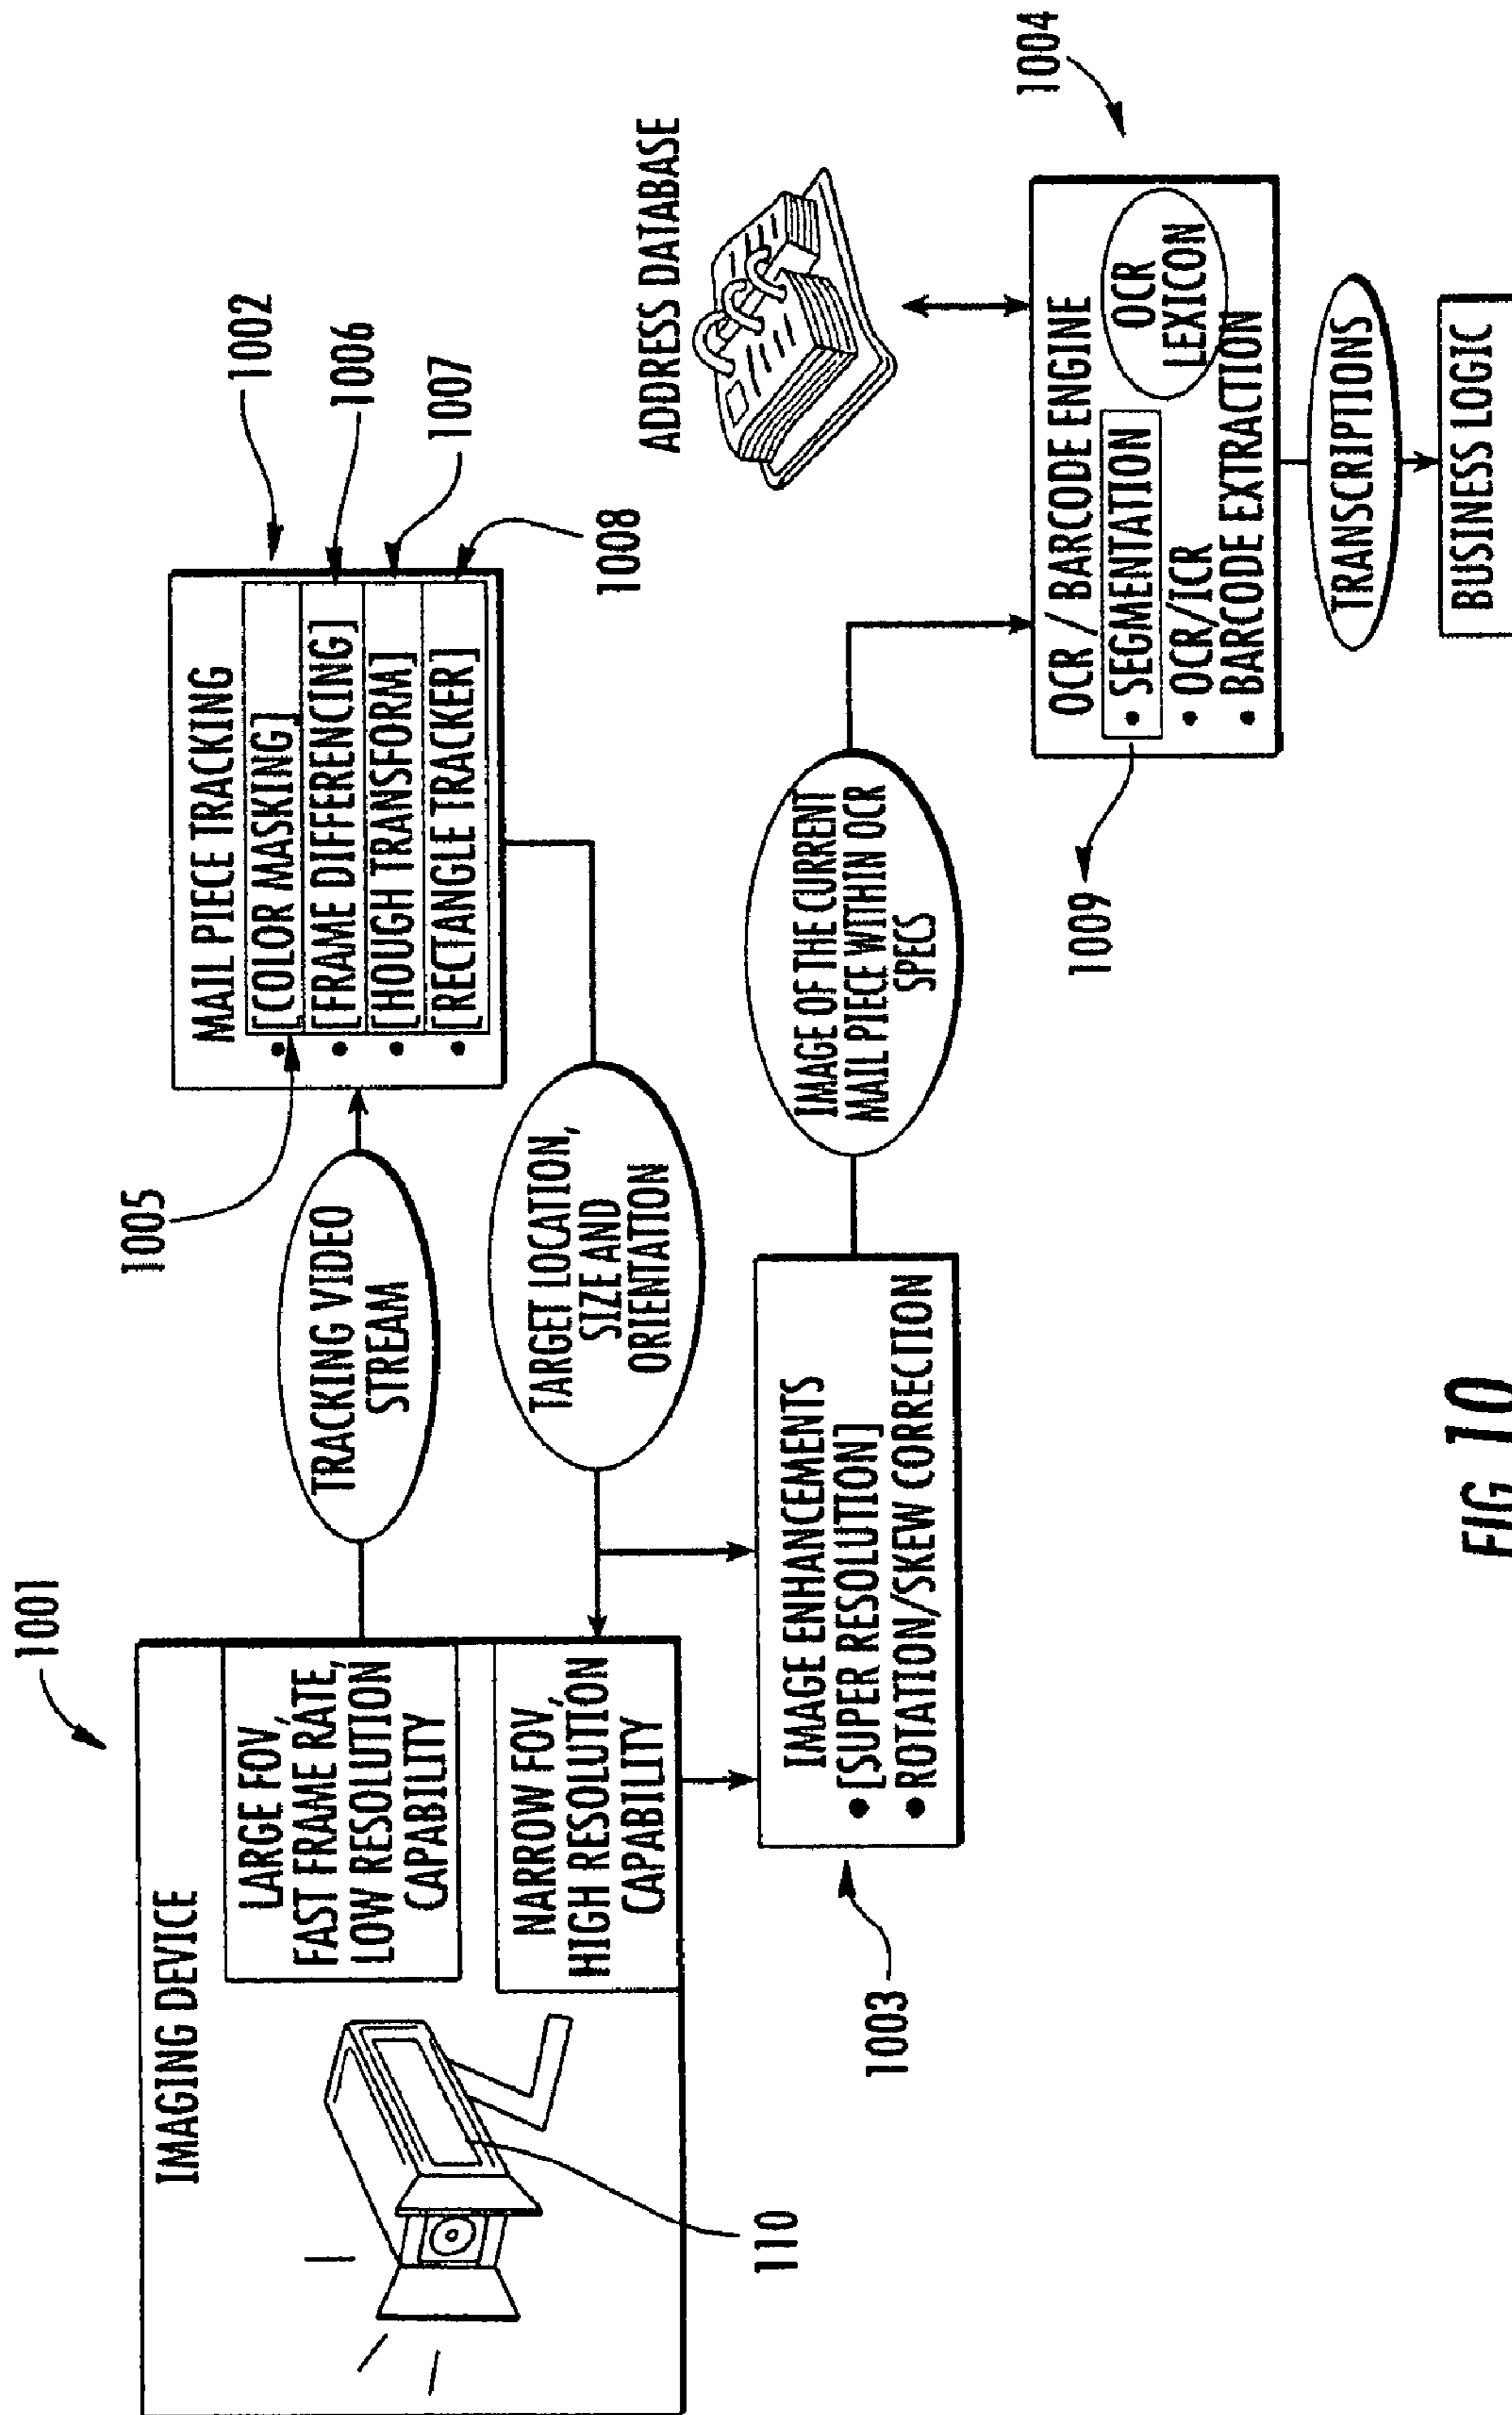 1001
IMAGING DEVICE
LARGE FOV,
FAST FRAME RATE,
LOW RESOLUTION
CAPABILITY
NARROW FOV,
HIGH RESOLUTION
CAPABILITY
110
TRACKING VIDEO
STREAM
1005
MAIL PIECE TRACKING
• [COLOR MASKING]
• [FRAME DIFFERENCING]
• [HOUGH TRANSFORM]
• [RECTANGLE TRACKER]
1002
1006
1007
1008
TARGET LOCATION,
SIZE AND
ORIENTATION
IMAGE ENHANCEMENTS
• [SUPER RESOLUTION]
• ROTATION/SKEW CORRECTION
1003
IMAGE OF THE CURRENT
MAIL PIECE WITHIN OCR
SPECS
ADDRESS DATABASE
1004
OCR / BARCODE ENGINE
• SEGMENTATION
• OCR/ICR
• BARCODE EXTRACTION
OCR
LEXICON
1009
TRANSCRIPTIONS
BUSINESS LOGIC
FIG. 10